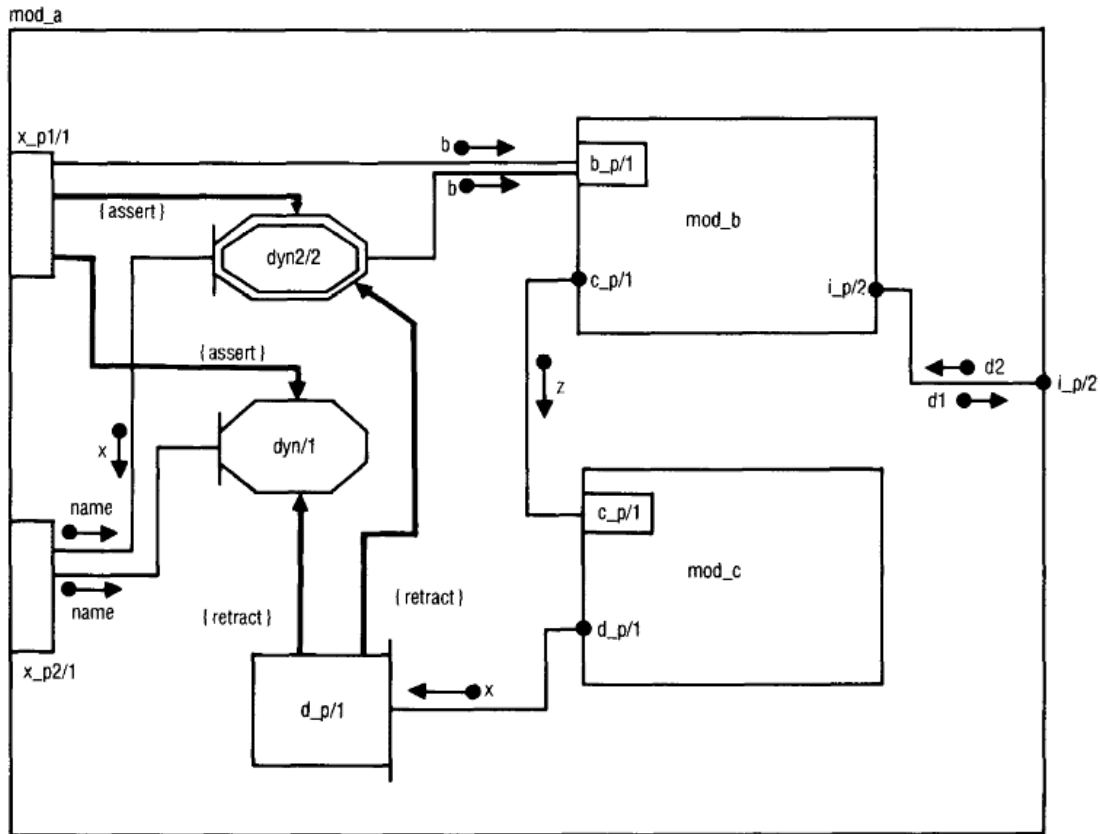 mod_a
x_p1/1
b
b_p/1
{ assert }
b
mod_b
dyn2/2
c_p/1
i_p/2
{ assert }
z
d2
i_p/2
d1
x
dyn/1
name
c_p/1
mod_c
name
{ retract }
{ retract }
d_p/1
x_p2/1
x
d_p/1